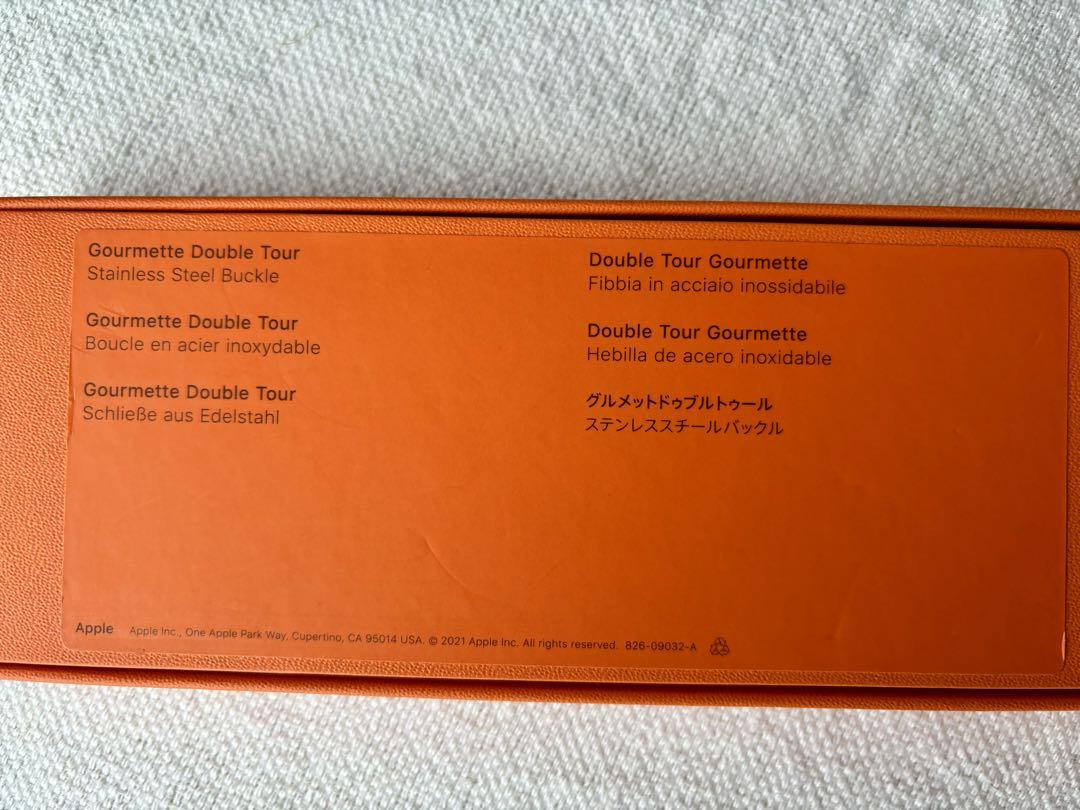 Gourmette Double Tour
Stainless Steel Buckle
Gourmette Double Tour
Boucle en acier inoxydable
Gourmette Double Tour
Schließe aus Edelstahl
Double Tour Gourmette
Fibbia in acciaio inossidabile
Double Tour Gourmette
Hebilla de acero inoxidable
グルメットドゥブルトゥール
ステンレススチールバックル
Apple Apple Inc., One Apple Park Way, Cupertino, CA 95014 USA. © 2021 Apple Inc. All rights reserved. 826-09032-A